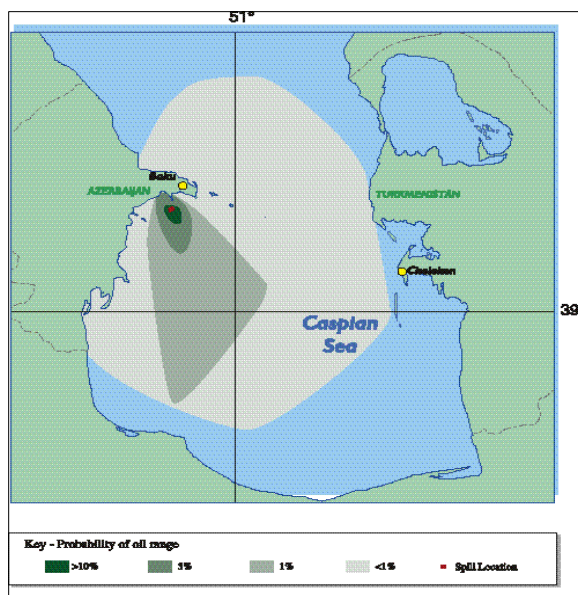 51°
Baku
AZERBAIJAN
TURKMENISTAN
Cheleken
39
Caspian
Sea
Key - Probability of oil range
>10%
5%
1%
<1%
Spill Location